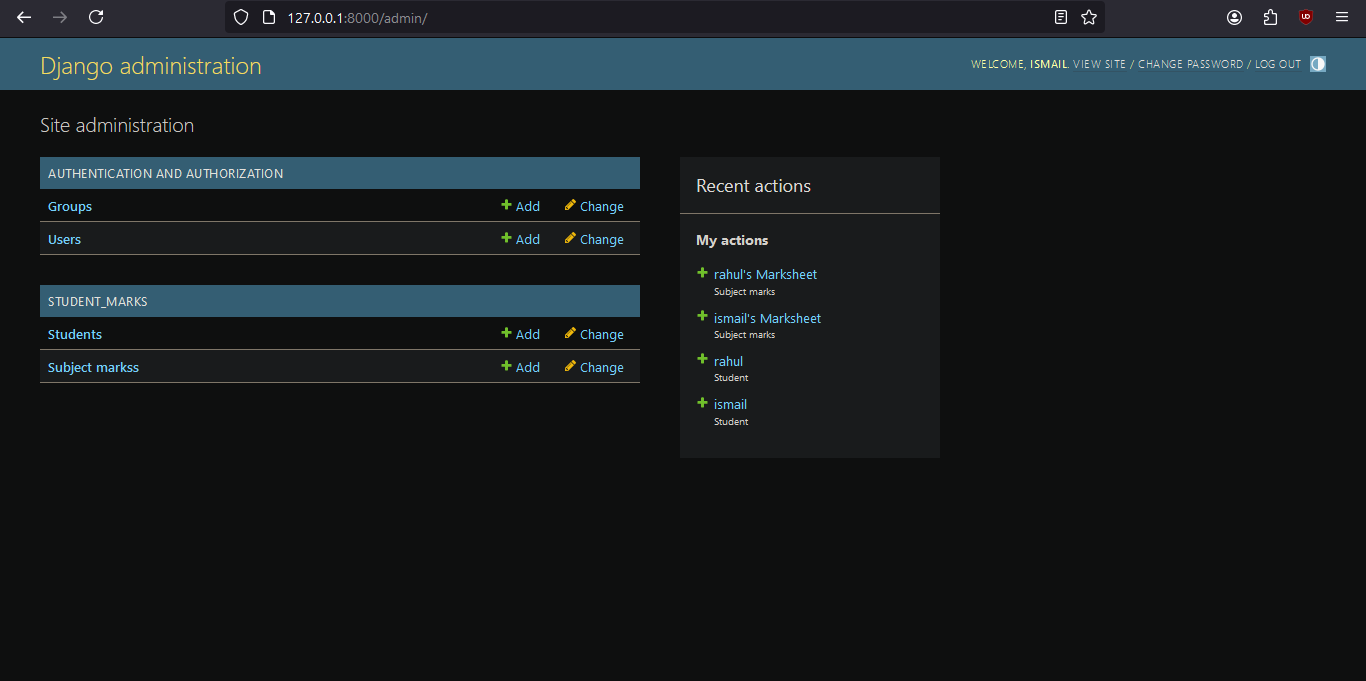 127.0.0.1:8000/admin/
UD
Django administration
WELCOME, ISMAIL. VIEW SITE / CHANGE PASSWORD / LOG OUT
Site administration
AUTHENTICATION AND AUTHORIZATION
Groups Add Change
Users Add Change
STUDENT_MARKS
Students Add Change
Subject markss Add Change
Recent actions
My actions
rahul's Marksheet
Subject marks
ismail's Marksheet
Subject marks
rahul
Student
ismail
Student